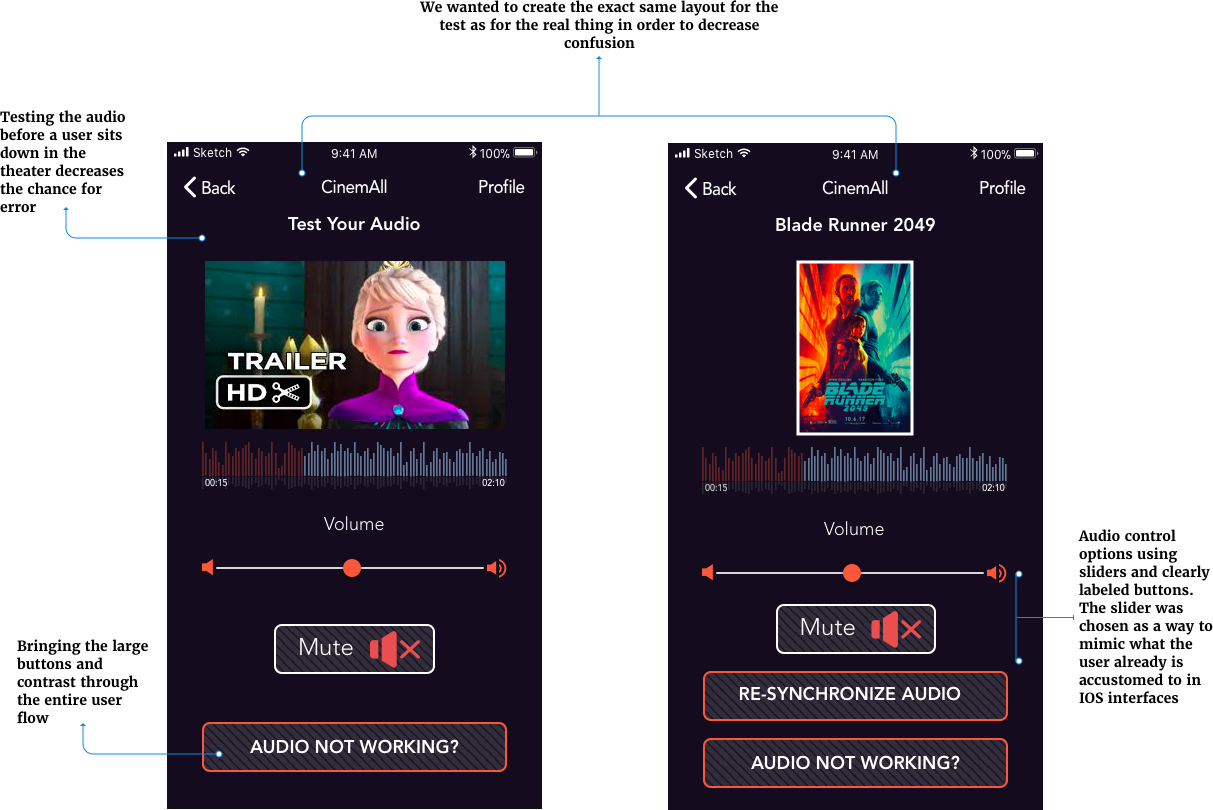 We wanted to create the exact same layout for the
test as for the real thing in order to decrease
confusion
Testing the audio
before a user sits
down in the
theater decreases
the chance for
error
Sketch
9:41 AM
100%
Back
CinemAll
Profile
Test Your Audio
TRAILER
HD
00:15
02:10
Volume
Mute
AUDIO NOT WORKING?
Bringing the large
buttons and
contrast through
the entire user
flow
Sketch
9:41 AM
100%
Back
CinemAll
Profile
Blade Runner 2049
BLADE
RUNNER
2049
10.6.17
00:15
02:10
Volume
Mute
RE-SYNCHRONIZE AUDIO
AUDIO NOT WORKING?
Audio control
options using
sliders and clearly
labeled buttons.
The slider was
chosen as a way to
mimic what the
user already is
accustomed to in
IOS interfaces